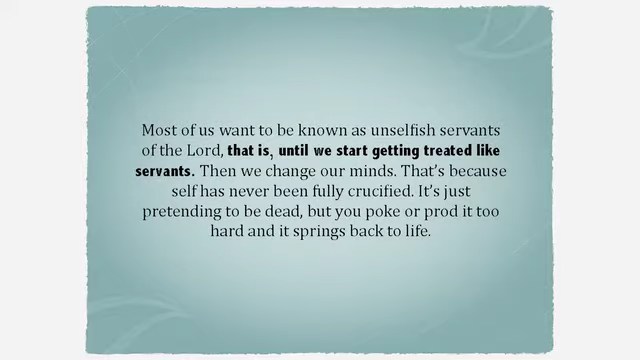 Most of us want to be known as unselfish servants
of the Lord, that is, until we start getting treated like
servants. Then we change our minds. That’s because
self has never been fully crucified. It’s just
pretending to be dead, but you poke or prod it too
hard and it springs back to life.